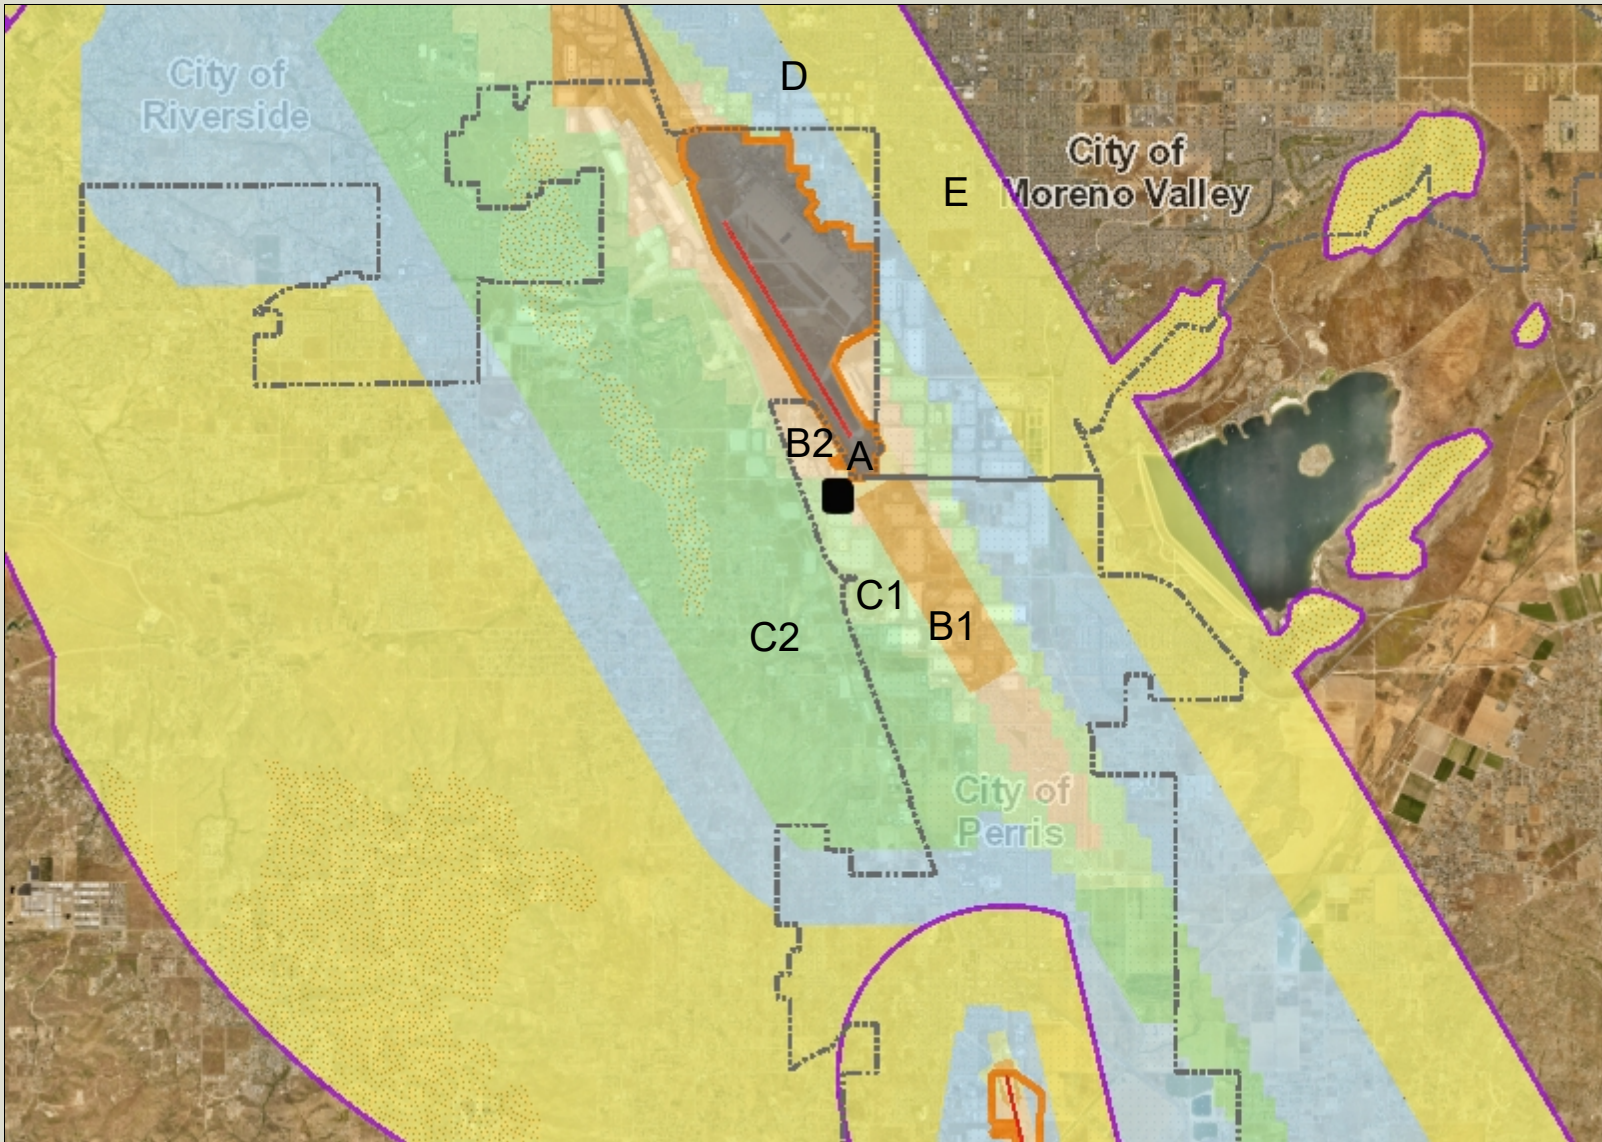 D
City of
Riverside
City of
Moreno Valley
E
B2
A
C1
B1
C2
City of
Perris